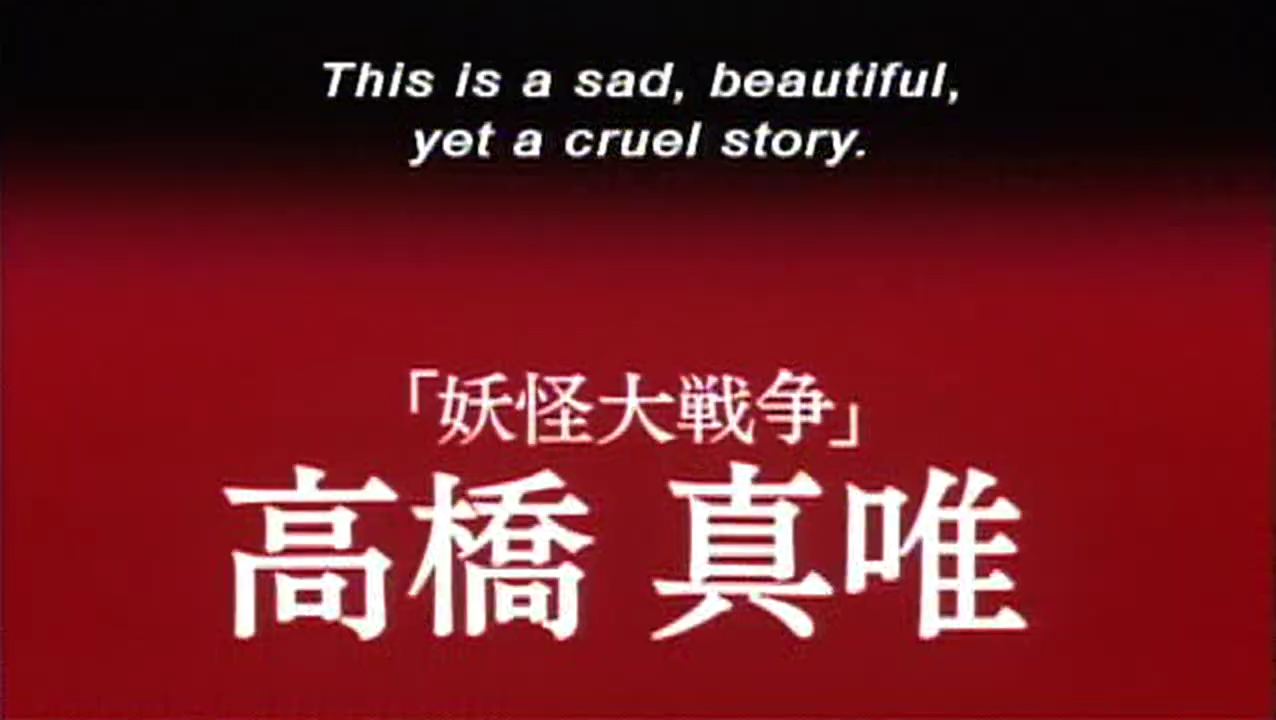 This is a sad, beautiful,
yet a cruel story.
「妖怪大戦争」
高橋 真唯